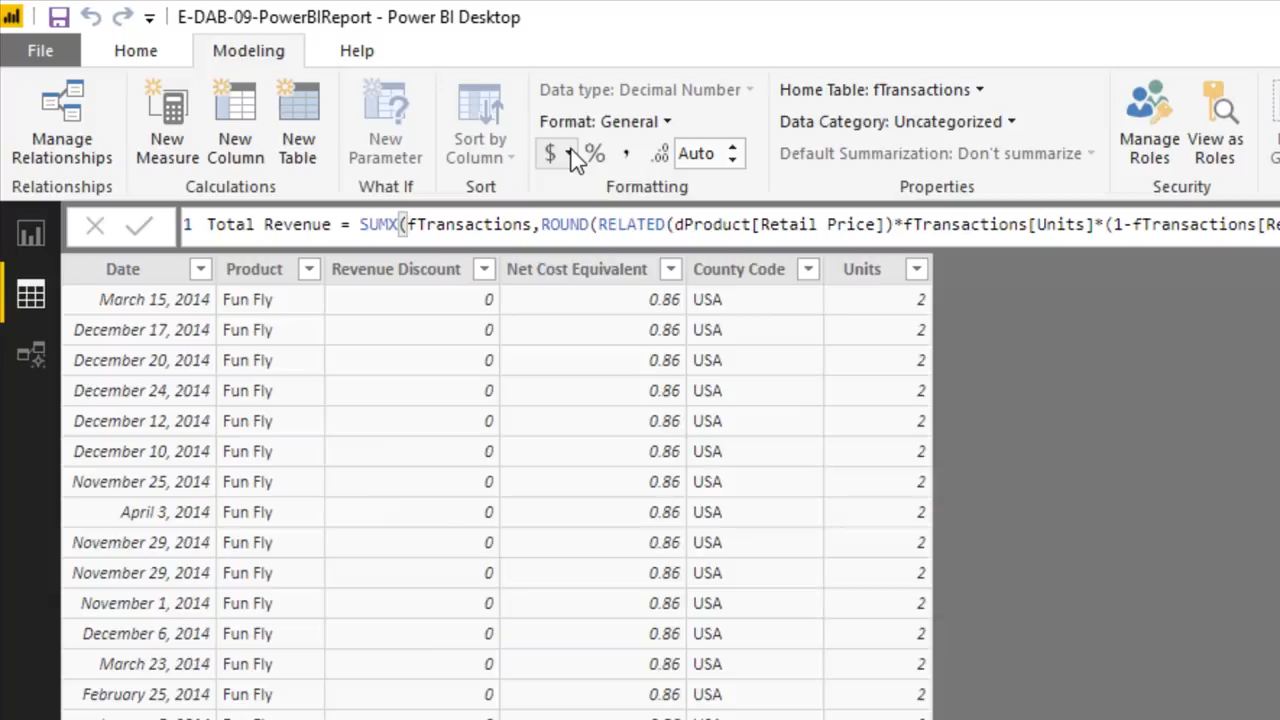 E-DAB-09-PowerBIReport - Power BI Desktop
File Home Modeling Help
Manage Relationships
New Measure
New Column
New Table
New Parameter
Sort by Column
Data type: Decimal Number
Format: General
$ % , .00 Auto
Home Table: fTransactions
Data Category: Uncategorized
Default Summarization: Don't summarize
Manage Roles
View as Roles
Relationships Calculations What If Sort Formatting Properties Security
1 Total Revenue = SUMX(fTransactions,ROUND(RELATED(dProduct[Retail Price])*fTransactions[Units]*(1-fTransactions[Re
Date Product Revenue Discount Net Cost Equivalent County Code Units
March 15, 2014 Fun Fly 0 0.86 USA 2
December 17, 2014 Fun Fly 0 0.86 USA 2
December 20, 2014 Fun Fly 0 0.86 USA 2
December 24, 2014 Fun Fly 0 0.86 USA 2
December 12, 2014 Fun Fly 0 0.86 USA 2
December 10, 2014 Fun Fly 0 0.86 USA 2
November 25, 2014 Fun Fly 0 0.86 USA 2
April 3, 2014 Fun Fly 0 0.86 USA 2
November 29, 2014 Fun Fly 0 0.86 USA 2
November 29, 2014 Fun Fly 0 0.86 USA 2
November 1, 2014 Fun Fly 0 0.86 USA 2
December 6, 2014 Fun Fly 0 0.86 USA 2
March 23, 2014 Fun Fly 0 0.86 USA 2
February 25, 2014 Fun Fly 0 0.86 USA 2